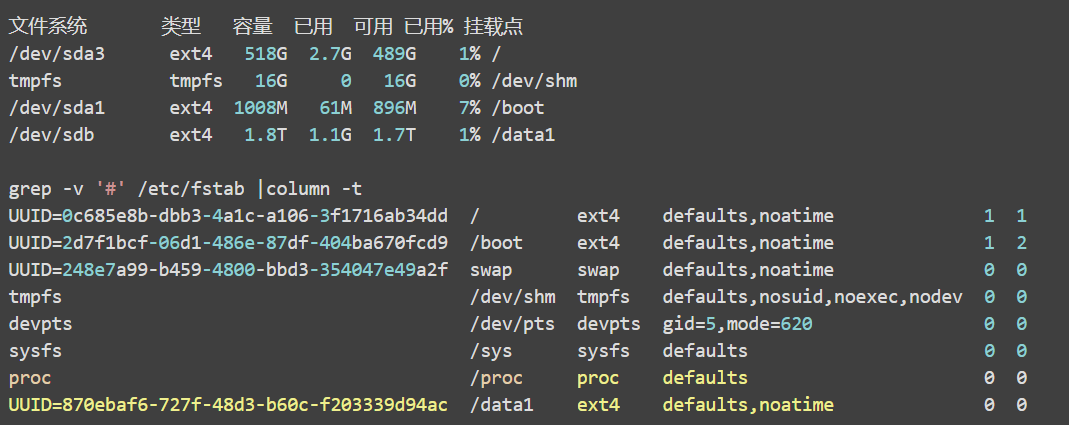 文件系统       类型   容量  已用  可用 已用% 挂载点
/dev/sda3      ext4   518G  2.7G  489G    1% /
tmpfs          tmpfs   16G     0   16G    0% /dev/shm
/dev/sda1      ext4  1008M   61M  896M    7% /boot
/dev/sdb       ext4   1.8T  1.1G  1.7T    1% /data1
grep -v '#' /etc/fstab |column -t
UUID=0c685e8b-dbb3-4a1c-a106-3f1716ab34dd  /         ext4    defaults,noatime              1  1
UUID=2d7f1bcf-06d1-486e-87df-404ba670fcd9  /boot     ext4    defaults,noatime              1  2
UUID=248e7a99-b459-4800-bbd3-354047e49a2f  swap      swap    defaults,noatime              0  0
tmpfs                                      /dev/shm  tmpfs   defaults,nosuid,noexec,nodev  0  0
devpts                                     /dev/pts  devpts  gid=5,mode=620                0  0
sysfs                                      /sys      sysfs   defaults                      0  0
proc                                       /proc     proc    defaults                      0  0
UUID=870ebaf6-727f-48d3-b60c-f203339d94ac  /data1    ext4    defaults,noatime              0  0